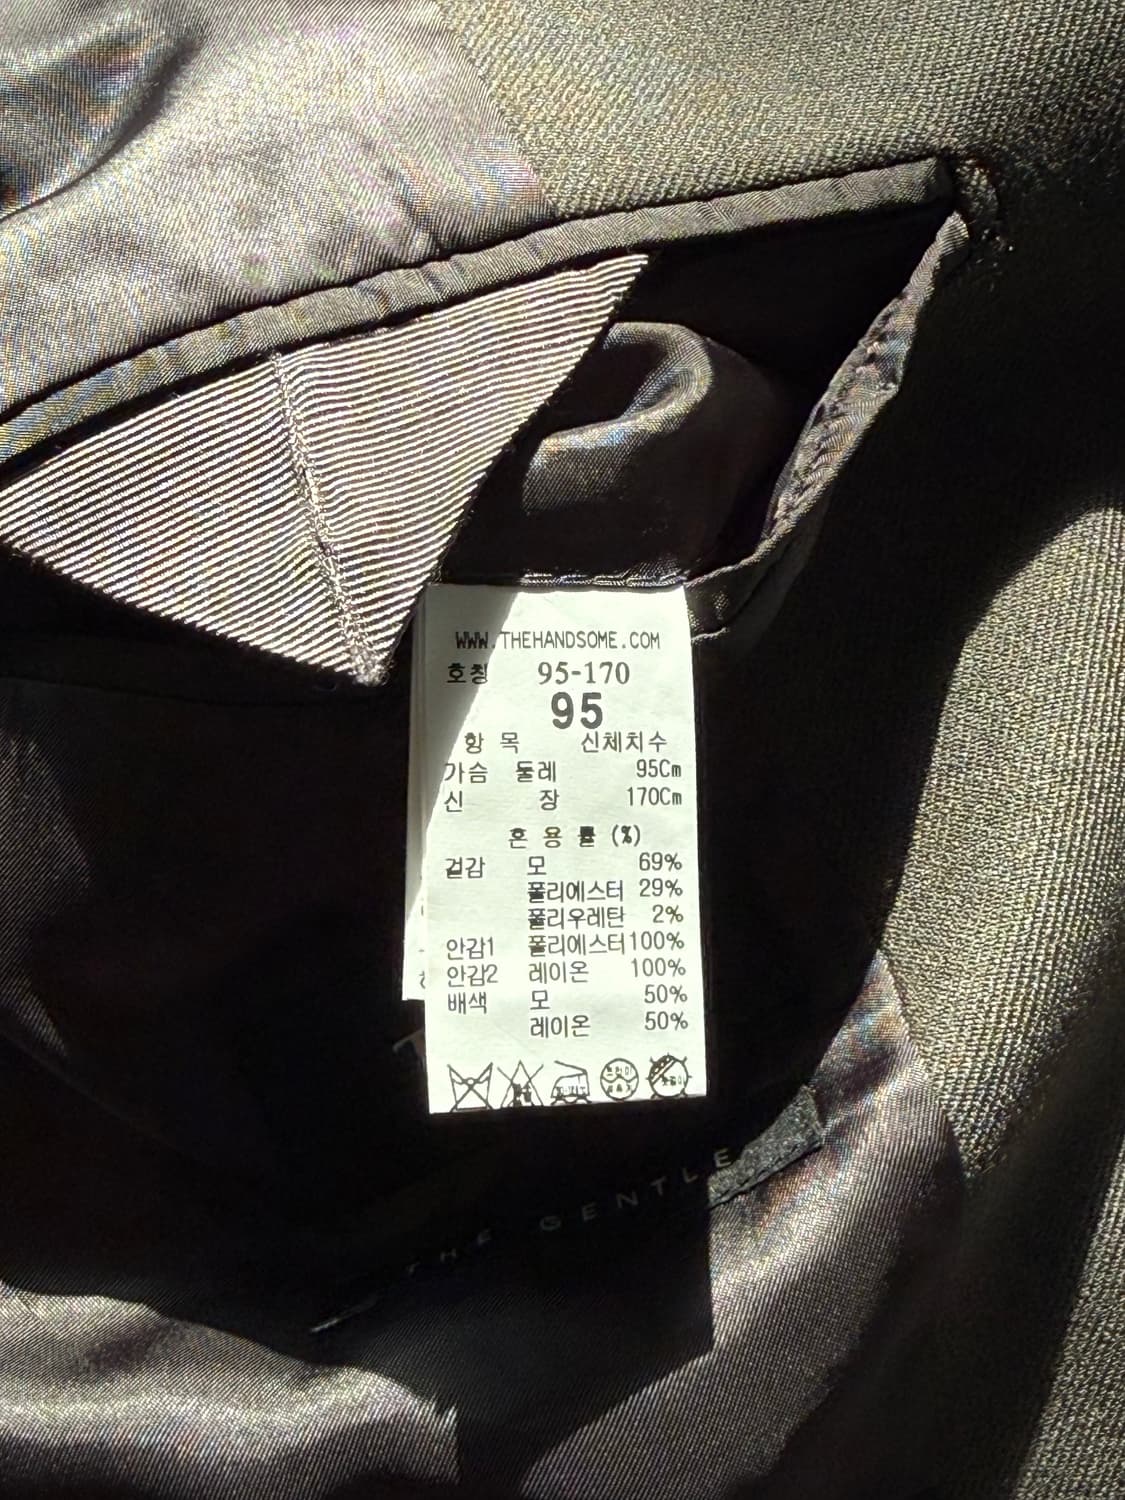 WWW.THEHANDSOME.COM
호칭 95-170
95
항 목 신체치수
가슴 둘레 95Cm
신 장 170Cm
혼 용 률 (%)
겉감 모 69%
폴리에스터 29%
폴리우레탄 2%
안감1 폴리에스터 100%
안감2 레이온 100%
배색 모 50%
레이온 50%
THE GENTLE